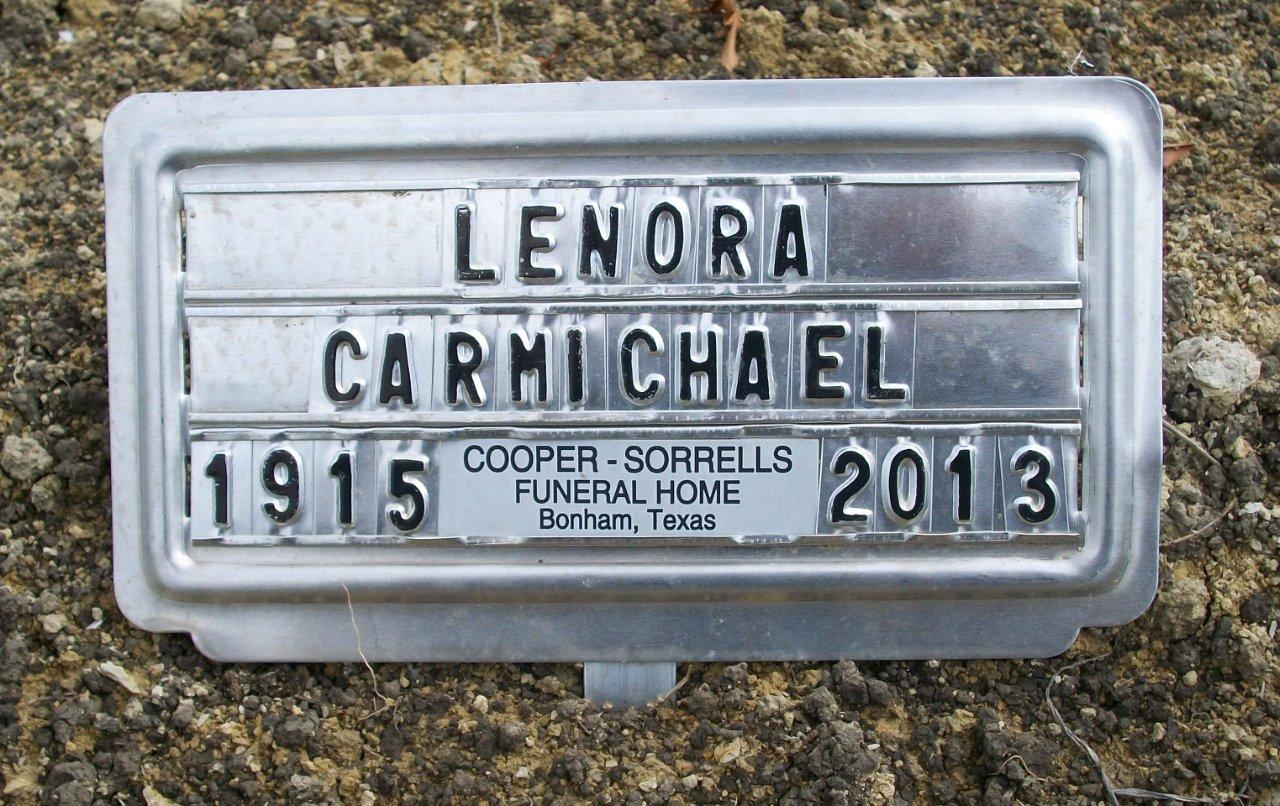 LENORA
CARMICHAEL
1915 COOPER - SORRELLS 2013
FUNERAL HOME
Bonham, Texas